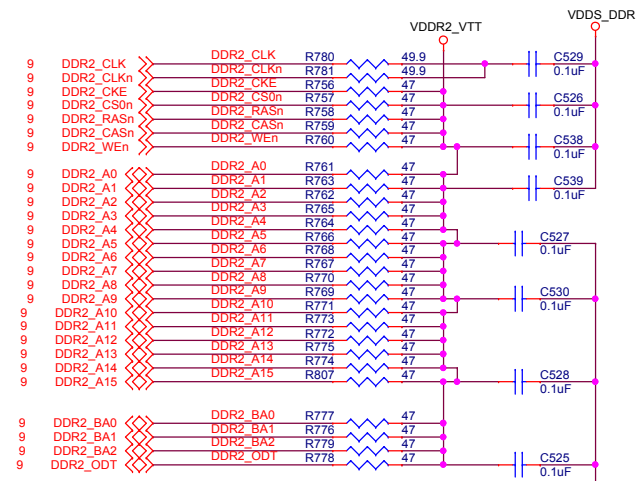 VDDR2_VTT
VDDS_DDR
9 DDR2_CLK DDR2_CLK R780 49.9 C529
9 DDR2_CLKn DDR2_CLKn R781 49.9 0.1uF
9 DDR2_CKE DDR2_CKE R756 47
9 DDR2_CS0n DDR2_CS0n R757 47 C526
9 DDR2_RASn DDR2_RASn R758 47 0.1uF
9 DDR2_CASn DDR2_CASn R759 47
9 DDR2_WEn DDR2_WEn R760 47 C538
0.1uF
9 DDR2_A0 DDR2_A0 R761 47
9 DDR2_A1 DDR2_A1 R763 47 C539
9 DDR2_A2 DDR2_A2 R762 47 0.1uF
9 DDR2_A3 DDR2_A3 R765 47
9 DDR2_A4 DDR2_A4 R764 47
9 DDR2_A5 DDR2_A5 R766 47 C527
9 DDR2_A6 DDR2_A6 R768 47 0.1uF
9 DDR2_A7 DDR2_A7 R767 47
9 DDR2_A8 DDR2_A8 R770 47
9 DDR2_A9 DDR2_A9 R769 47 C530
9 DDR2_A10 DDR2_A10 R771 47 0.1uF
9 DDR2_A11 DDR2_A11 R773 47
9 DDR2_A12 DDR2_A12 R772 47
9 DDR2_A13 DDR2_A13 R775 47
9 DDR2_A14 DDR2_A14 R774 47
9 DDR2_A15 DDR2_A15 R807 47 C528
0.1uF
9 DDR2_BA0 DDR2_BA0 R777 47
9 DDR2_BA1 DDR2_BA1 R776 47
9 DDR2_BA2 DDR2_BA2 R779 47
9 DDR2_ODT DDR2_ODT R778 47 C525
0.1uF